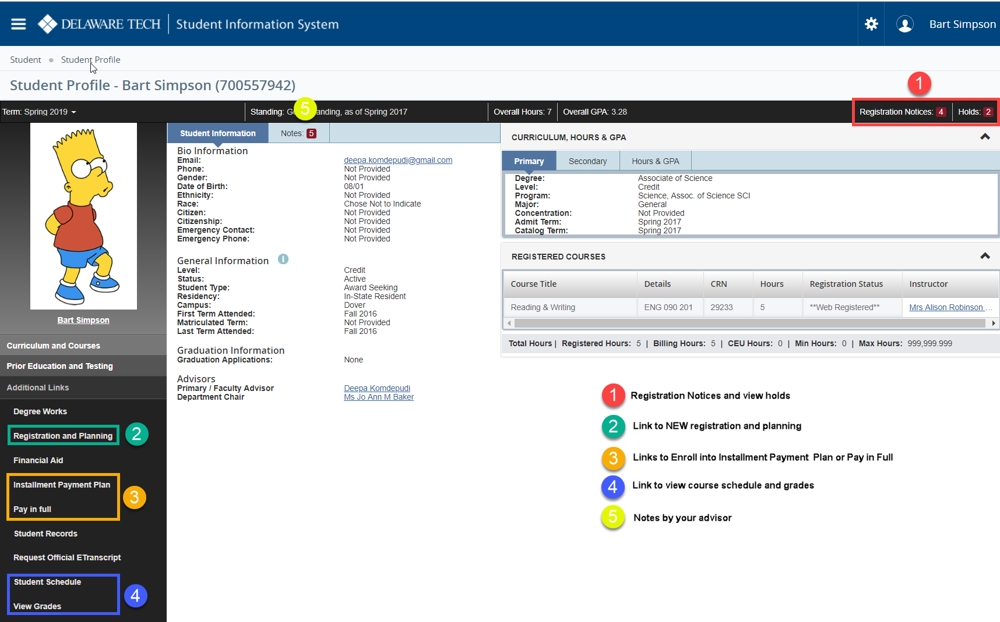 DELAWARE TECH | Student Information System
Bart Simpson
Student • Student Profile
Student Profile - Bart Simpson (700557942)
1
Term: Spring 2019
Standing: Go
5
anding, as of Spring 2017
Overall Hours: 7
Overall GPA: 3.28
Registration Notices: 4
Holds: 2
Bart Simpson
Curriculum and Courses
Prior Education and Testing
Additional Links
Degree Works
Registration and Planning
2
Financial Aid
Installment Payment Plan
3
Pay in full
Student Records
Request Official ETranscript
Student Schedule
4
View Grades
Student Information
Notes: 5
Bio Information
Email: deepa.komdepudi@gmail.com
Phone: Not Provided
Gender: Not Provided
Date of Birth: 08/01
Ethnicity: Not Provided
Race: Chose Not to Indicate
Citizen: Not Provided
Citizenship: Not Provided
Emergency Contact: Not Provided
Emergency Phone: Not Provided
General Information i
Level: Credit
Status: Active
Student Type: Award Seeking
Residency: In-State Resident
Campus: Dover
First Term Attended: Fall 2016
Matriculated Term: Not Provided
Last Term Attended: Fall 2016
Graduation Information
Graduation Applications: None
Advisors
Primary / Faculty Advisor Deepa Komdepudi
Department Chair Ms Jo Ann M Baker
CURRICULUM, HOURS & GPA
Primary Secondary Hours & GPA
Degree: Associate of Science
Level: Credit
Program: Science, Assoc. of Science SCI
Major: General
Concentration: Not Provided
Admit Term: Spring 2017
Catalog Term: Spring 2017
REGISTERED COURSES
Course Title Details CRN Hours Registration Status Instructor
Reading & Writing ENG 090 201 29233 5 **Web Registered** Mrs Alison Robinson ...
Total Hours | Registered Hours: 5 | Billing Hours: 5 | CEU Hours: 0 | Min Hours: 0 | Max Hours: 999,999.999
1 Registration Notices and view holds
2 Link to NEW registration and planning
3 Links to Enroll into Installment Payment Plan or Pay in Full
4 Link to view course schedule and grades
5 Notes by your advisor